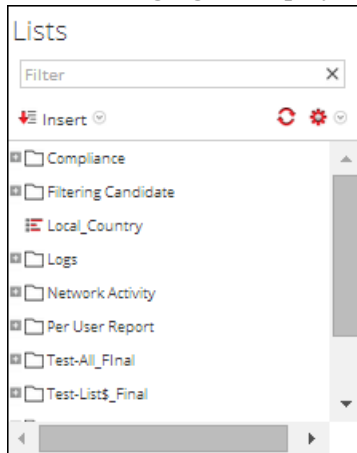 Lists
Filter
Insert
Compliance
Filtering Candidate
Local_Country
Logs
Network Activity
Per User Report
Test-All_FInal
Test-List$_Final